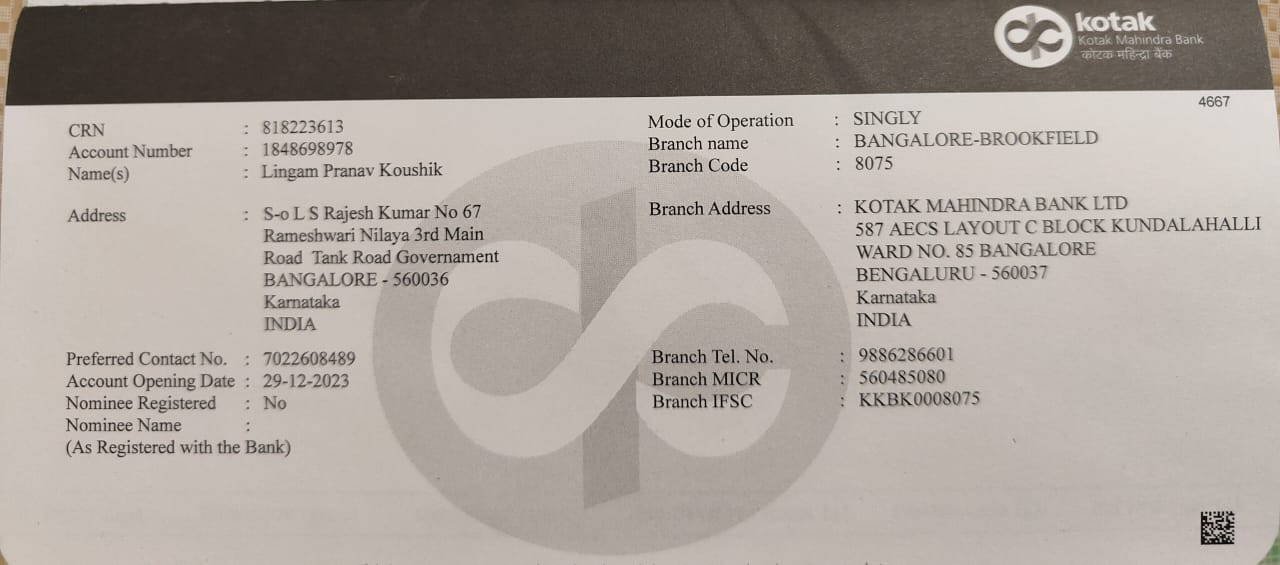 kotak
Kotak Mahindra Bank
कोटक महिन्द्रा बैंक
4667
CRN : 818223613
Account Number : 1848698978
Name(s) : Lingam Pranav Koushik
Address : S-o L S Rajesh Kumar No 67
Rameshwari Nilaya 3rd Main
Road Tank Road Governament
BANGALORE - 560036
Karnataka
INDIA
Preferred Contact No. : 7022608489
Account Opening Date : 29-12-2023
Nominee Registered : No
Nominee Name :
(As Registered with the Bank)
Mode of Operation : SINGLY
Branch name : BANGALORE-BROOKFIELD
Branch Code : 8075
Branch Address : KOTAK MAHINDRA BANK LTD
587 AECS LAYOUT C BLOCK KUNDALAHALLI
WARD NO. 85 BANGALORE
BENGALURU - 560037
Karnataka
INDIA
Branch Tel. No. : 9886286601
Branch MICR : 560485080
Branch IFSC : KKBK0008075